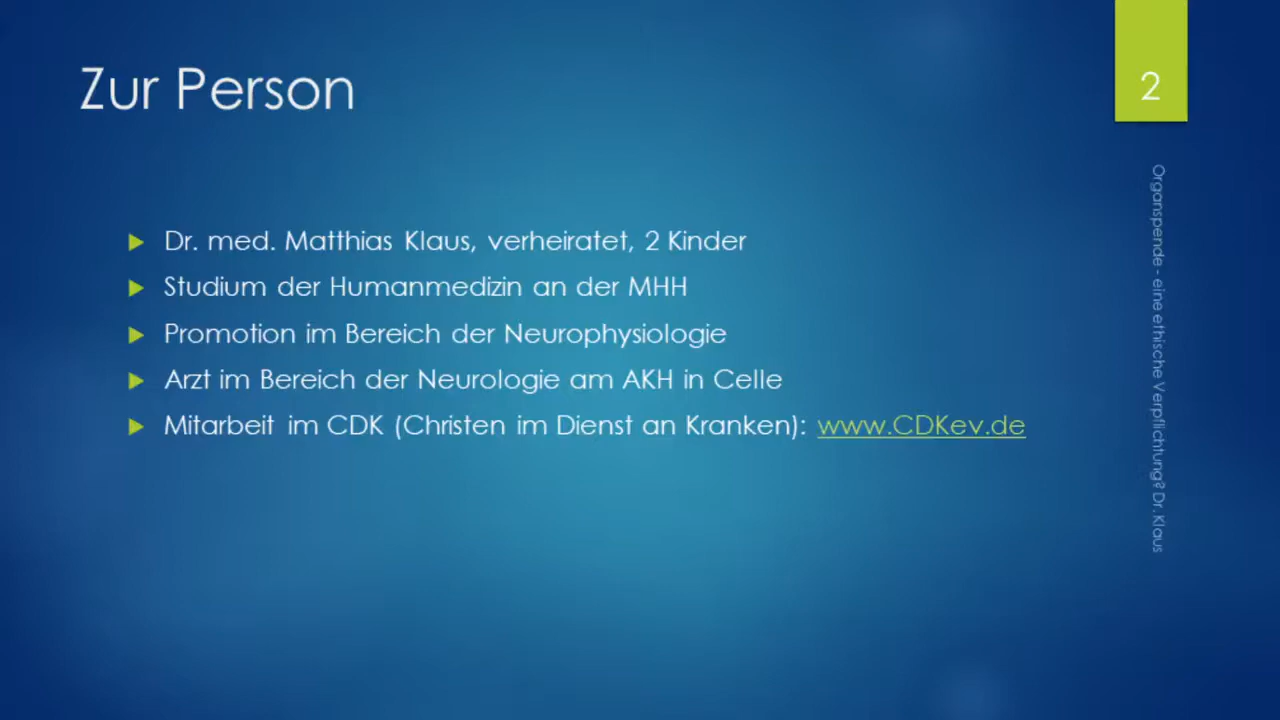 Zur Person
2
Dr. med. Matthias Klaus, verheiratet, 2 Kinder
Studium der Humanmedizin an der MHH
Promotion im Bereich der Neurophysiologie
Arzt im Bereich der Neurologie am AKH in Celle
Mitarbeit im CDK (Christen im Dienst an Kranken): www.CDKev.de
Organspende - eine ethische Verpflichtung? Dr. Klaus